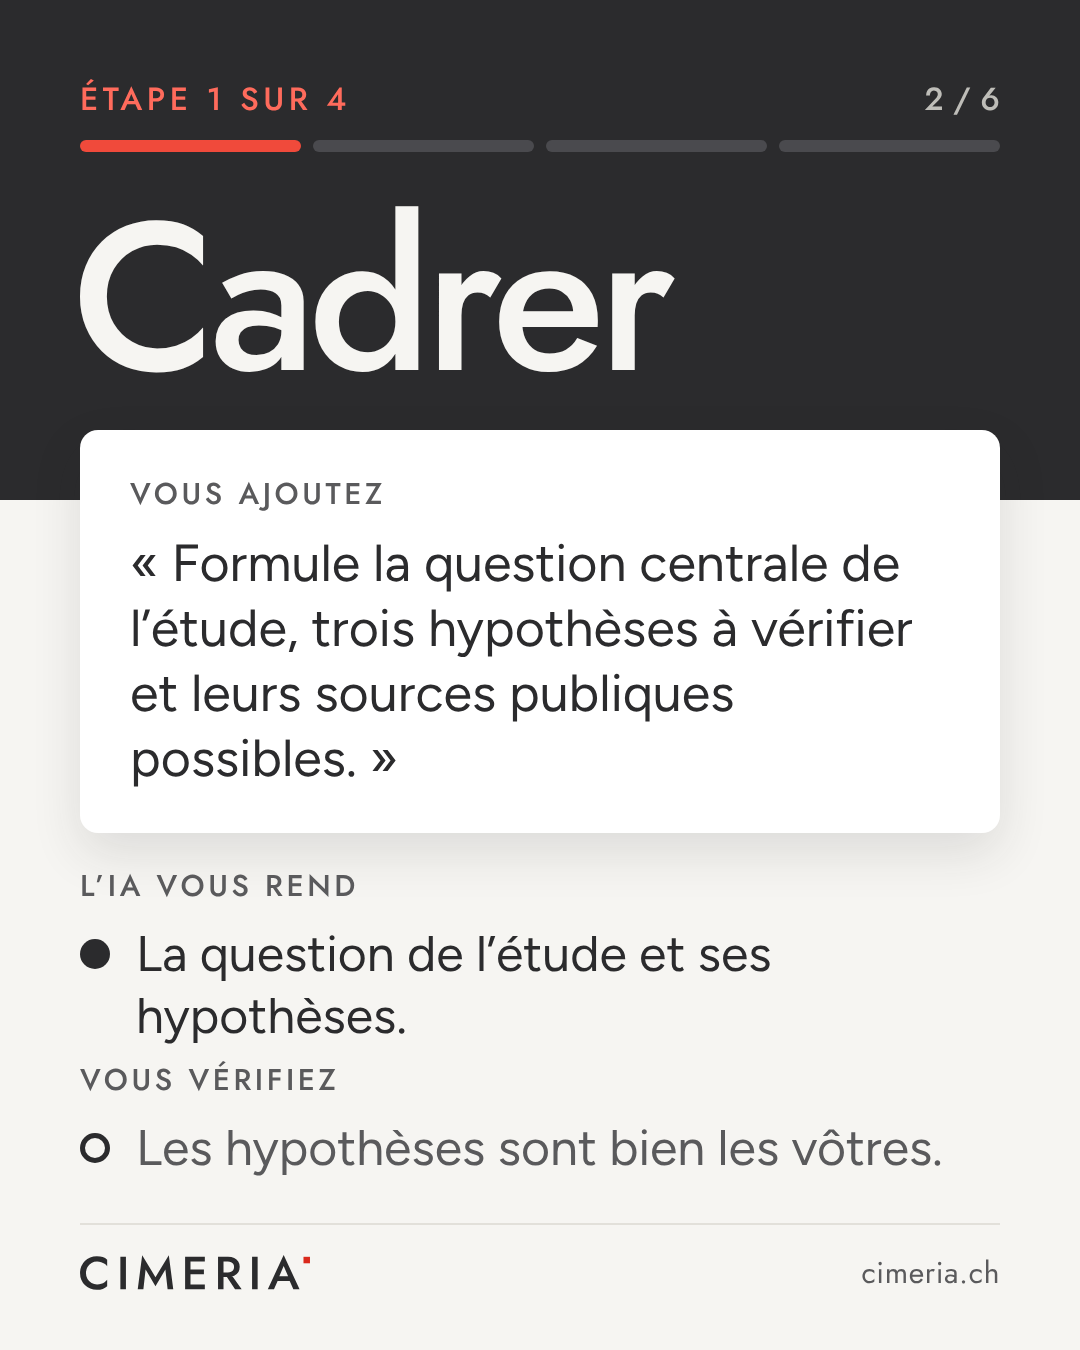 ÉTAPE 1 SUR 4
2 / 6
Cadrer
VOUS AJOUTEZ
« Formule la question centrale de
l’étude, trois hypothèses à vérifier
et leurs sources publiques
possibles. »
L’IA VOUS REND
La question de l’étude et ses
hypothèses.
VOUS VÉRIFIEZ
Les hypothèses sont bien les vôtres.
CIMERIA
cimeria.ch